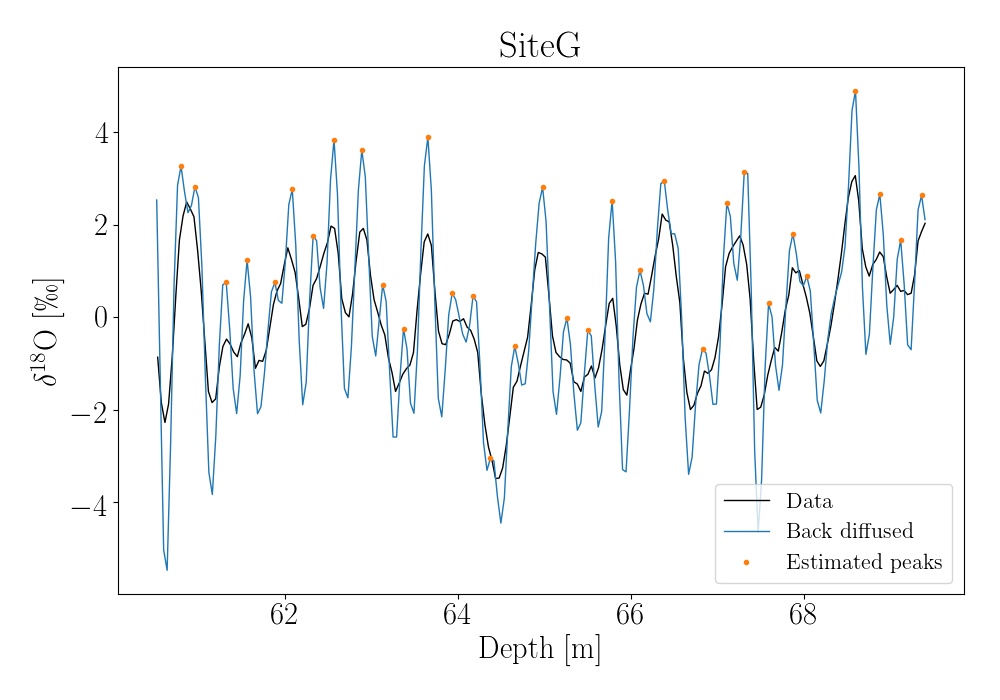 SiteG
4
2
0
−2
−4
δ¹⁸O [‰]
62
64
66
68
Depth [m]
Data
Back diffused
Estimated peaks